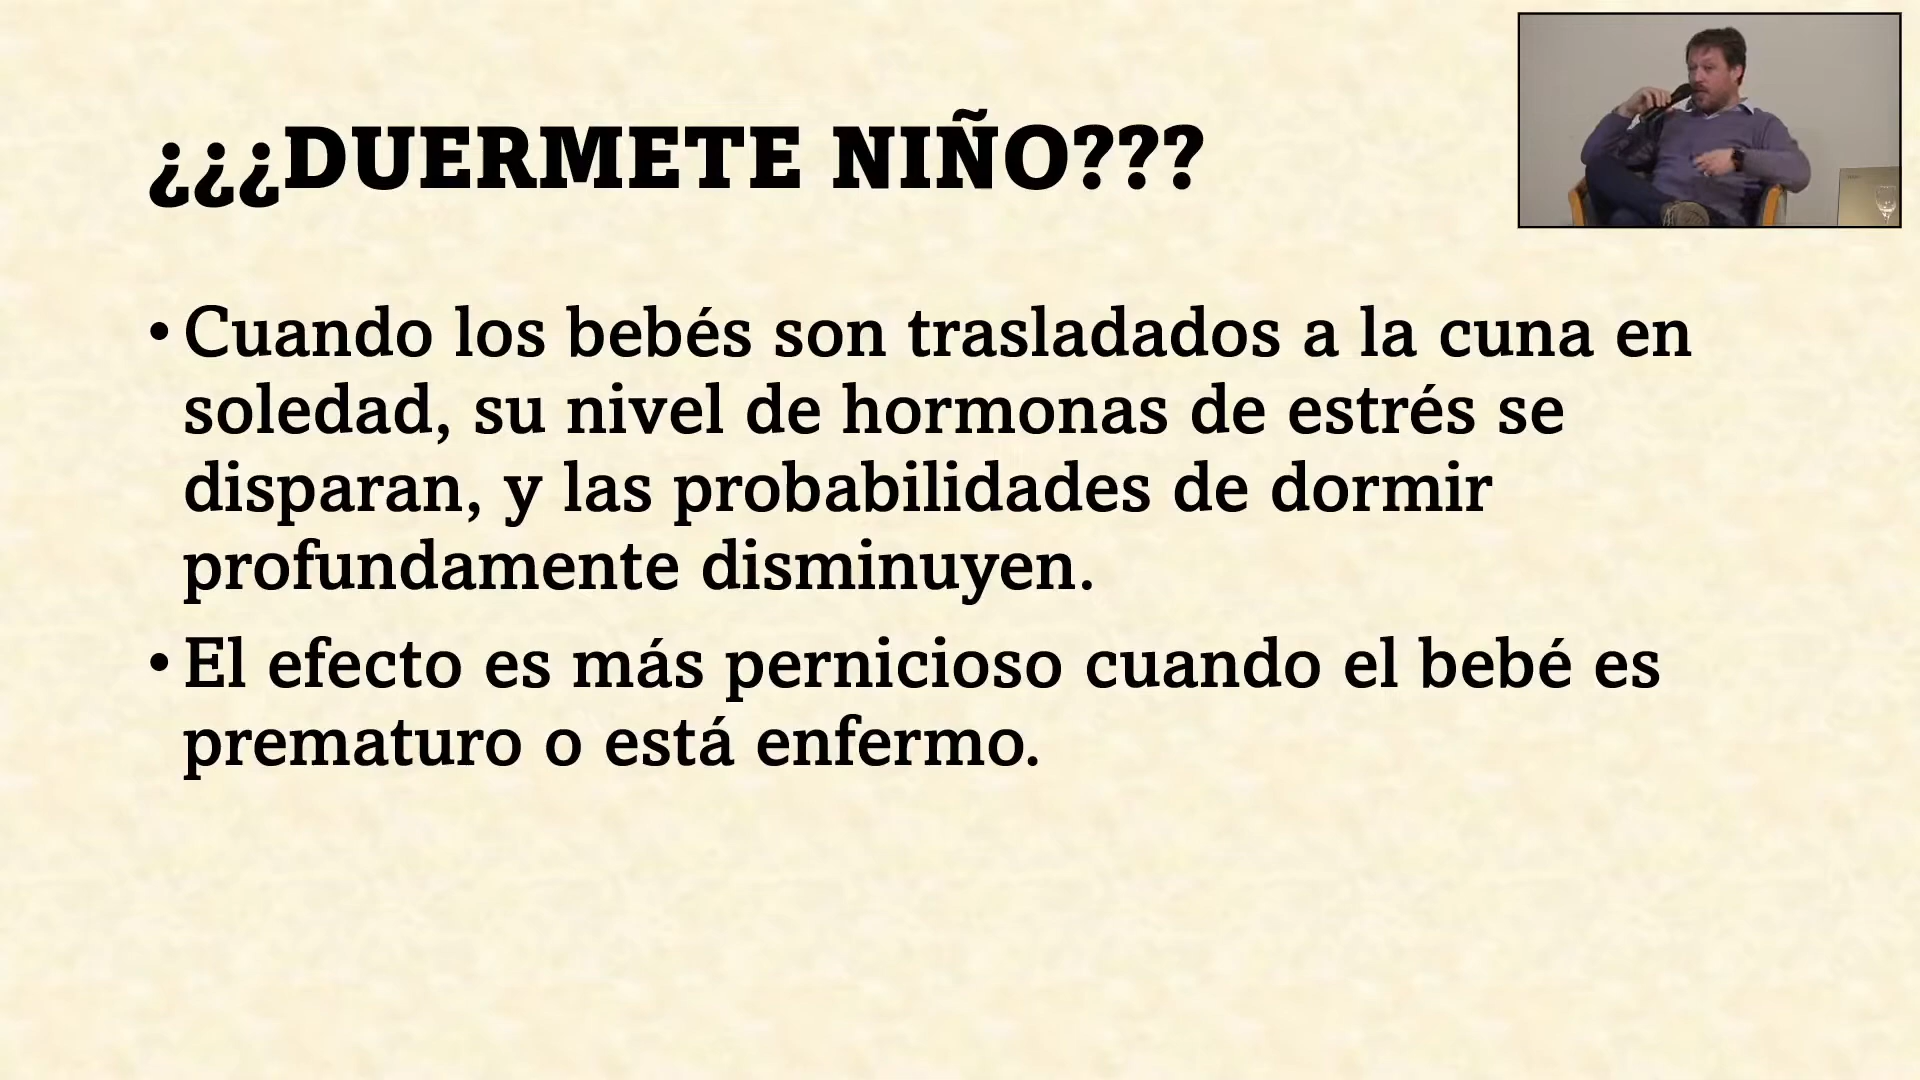 ¿¿¿DUERMETE NIÑO???
• Cuando los bebés son trasladados a la cuna en
soledad, su nivel de hormonas de estrés se
disparan, y las probabilidades de dormir
profundamente disminuyen.
• El efecto es más pernicioso cuando el bebé es
prematuro o está enfermo.